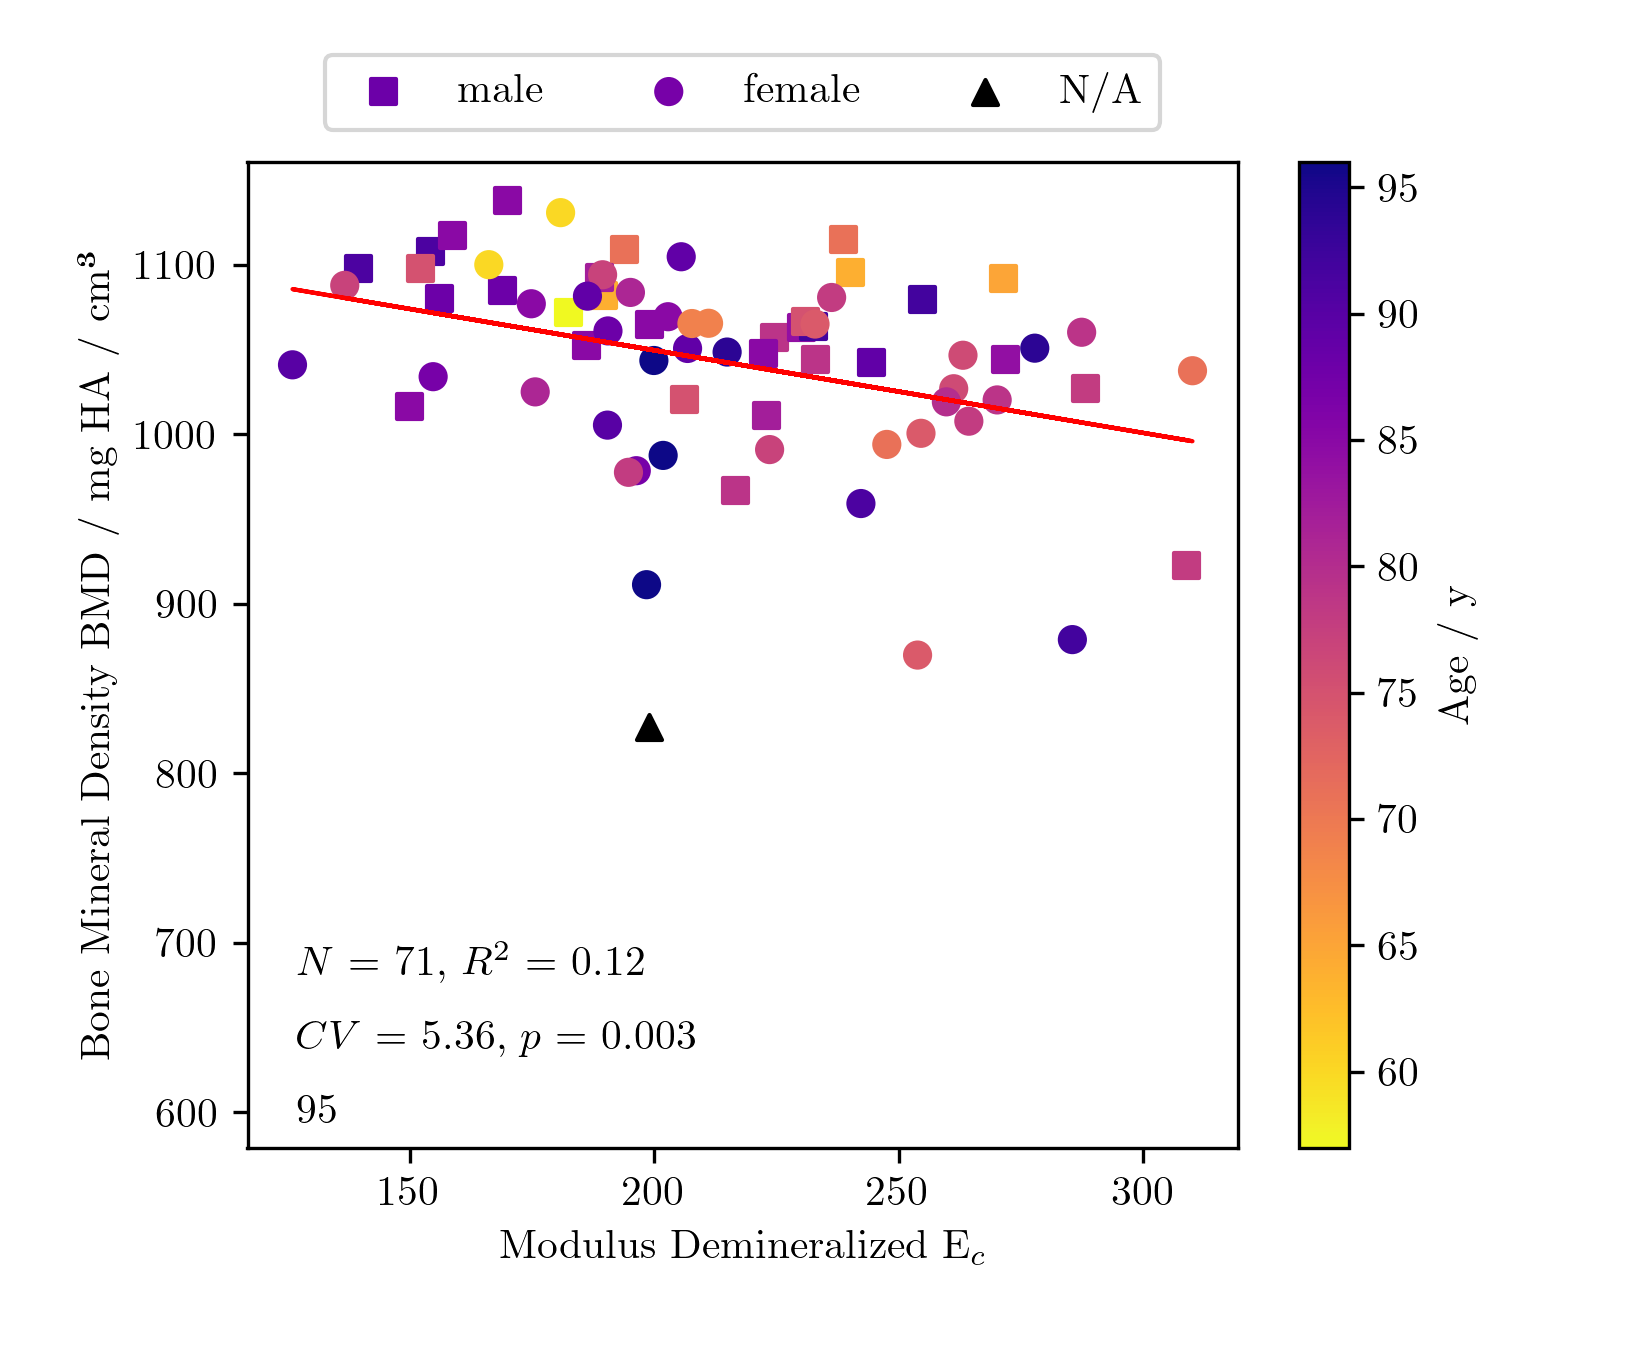 male female N/A
1100
1000
900
800
700
600
Bone Mineral Density BMD / mg HA / cm³
N = 71, R² = 0.12
CV = 5.36, p = 0.003
95
150 200 250 300
Modulus Demineralized E_c
95
90
85
80
75
70
65
60
Age / y